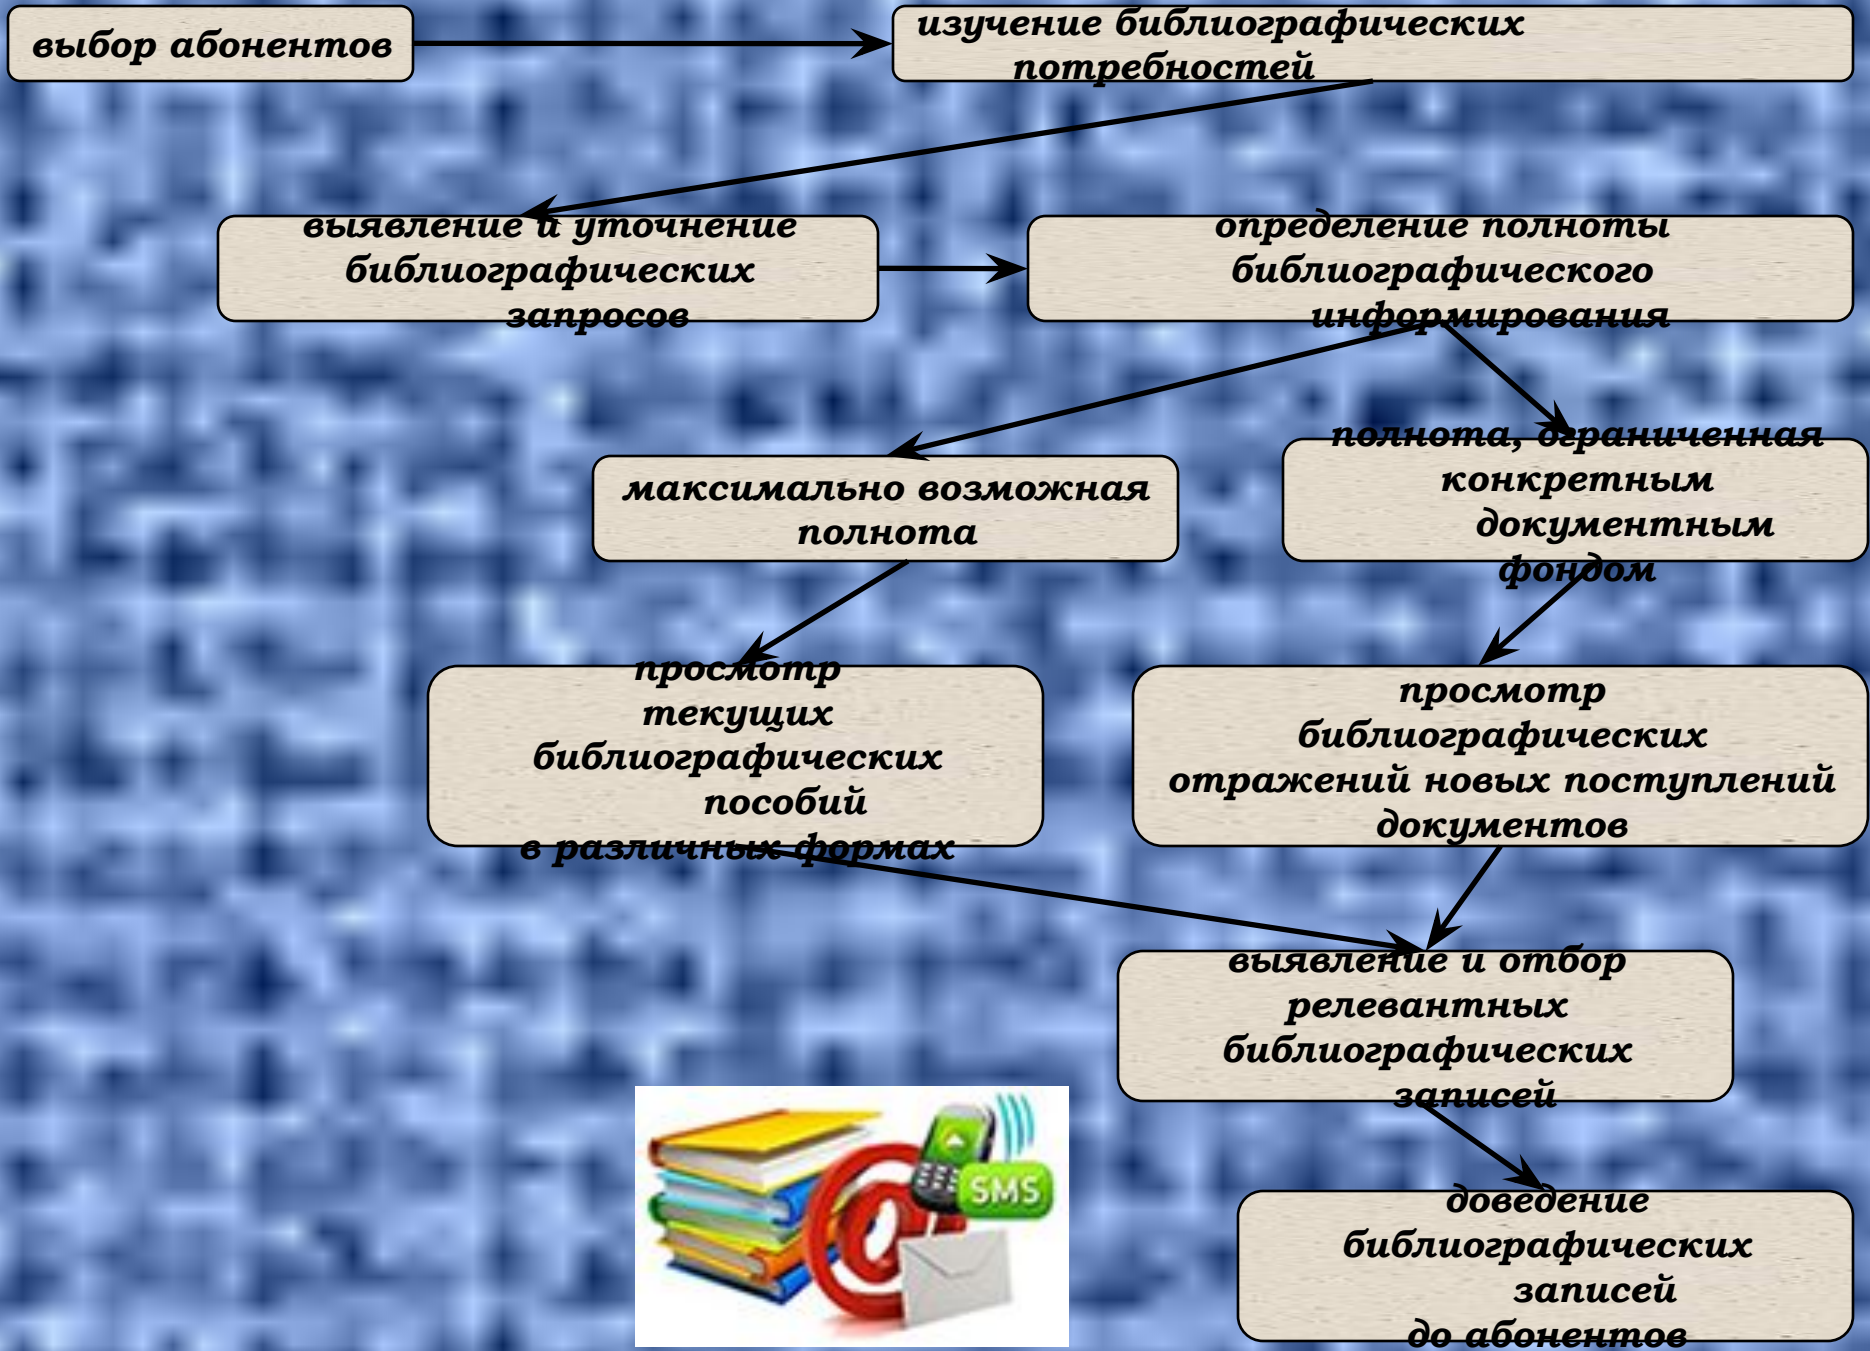 выбор абонентов
изучение библиографических
потребностей
выявление и уточнение
библиографических
запросов
определение полноты
библиографического
информирования
максимально возможная
полнота
полнота, ограниченная
конкретным
документным
фондом
просмотр
текущих
библиографических
пособий
в различных формах
просмотр
библиографических
отражений новых поступлений
документов
выявление и отбор
релевантных
библиографических
записей
SMS
доведение
библиографических
записей
до абонентов